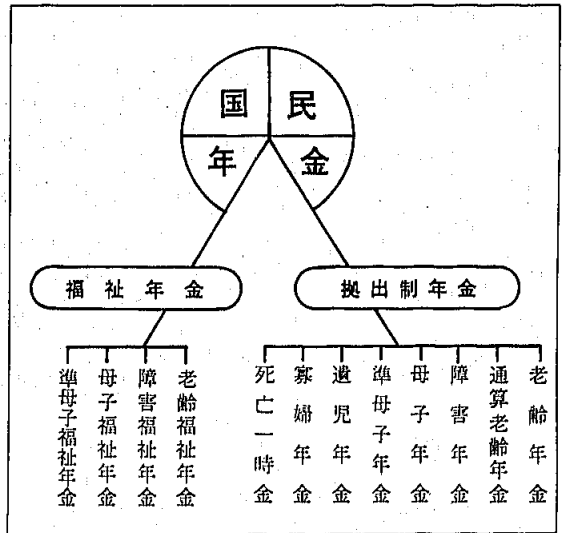 国民年金
福祉年金
拠出制年金
準母子福祉年金
母子福祉年金
障害福祉年金
老齢福祉年金
死亡一時金
寡婦年金
遺児年金
準母子年金
母子年金
障害年金
通算老齢年金
老齢年金